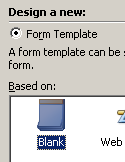 Design a new:
Form Template
A form template can be
form.
Based on:
Blank
Web